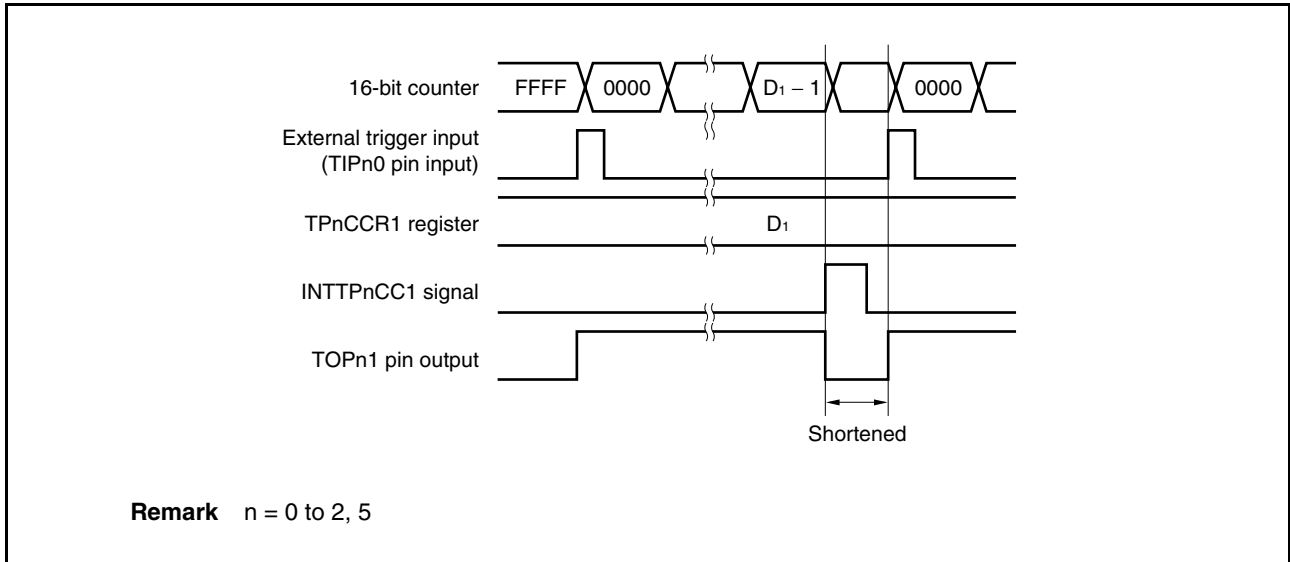 16-bit counter FFFF 0000 D₁ – 1 0000
External trigger input
(TIPn0 pin input)
TPnCCR1 register D₁
INTTPnCC1 signal
TOPn1 pin output
Shortened
Remark n = 0 to 2, 5